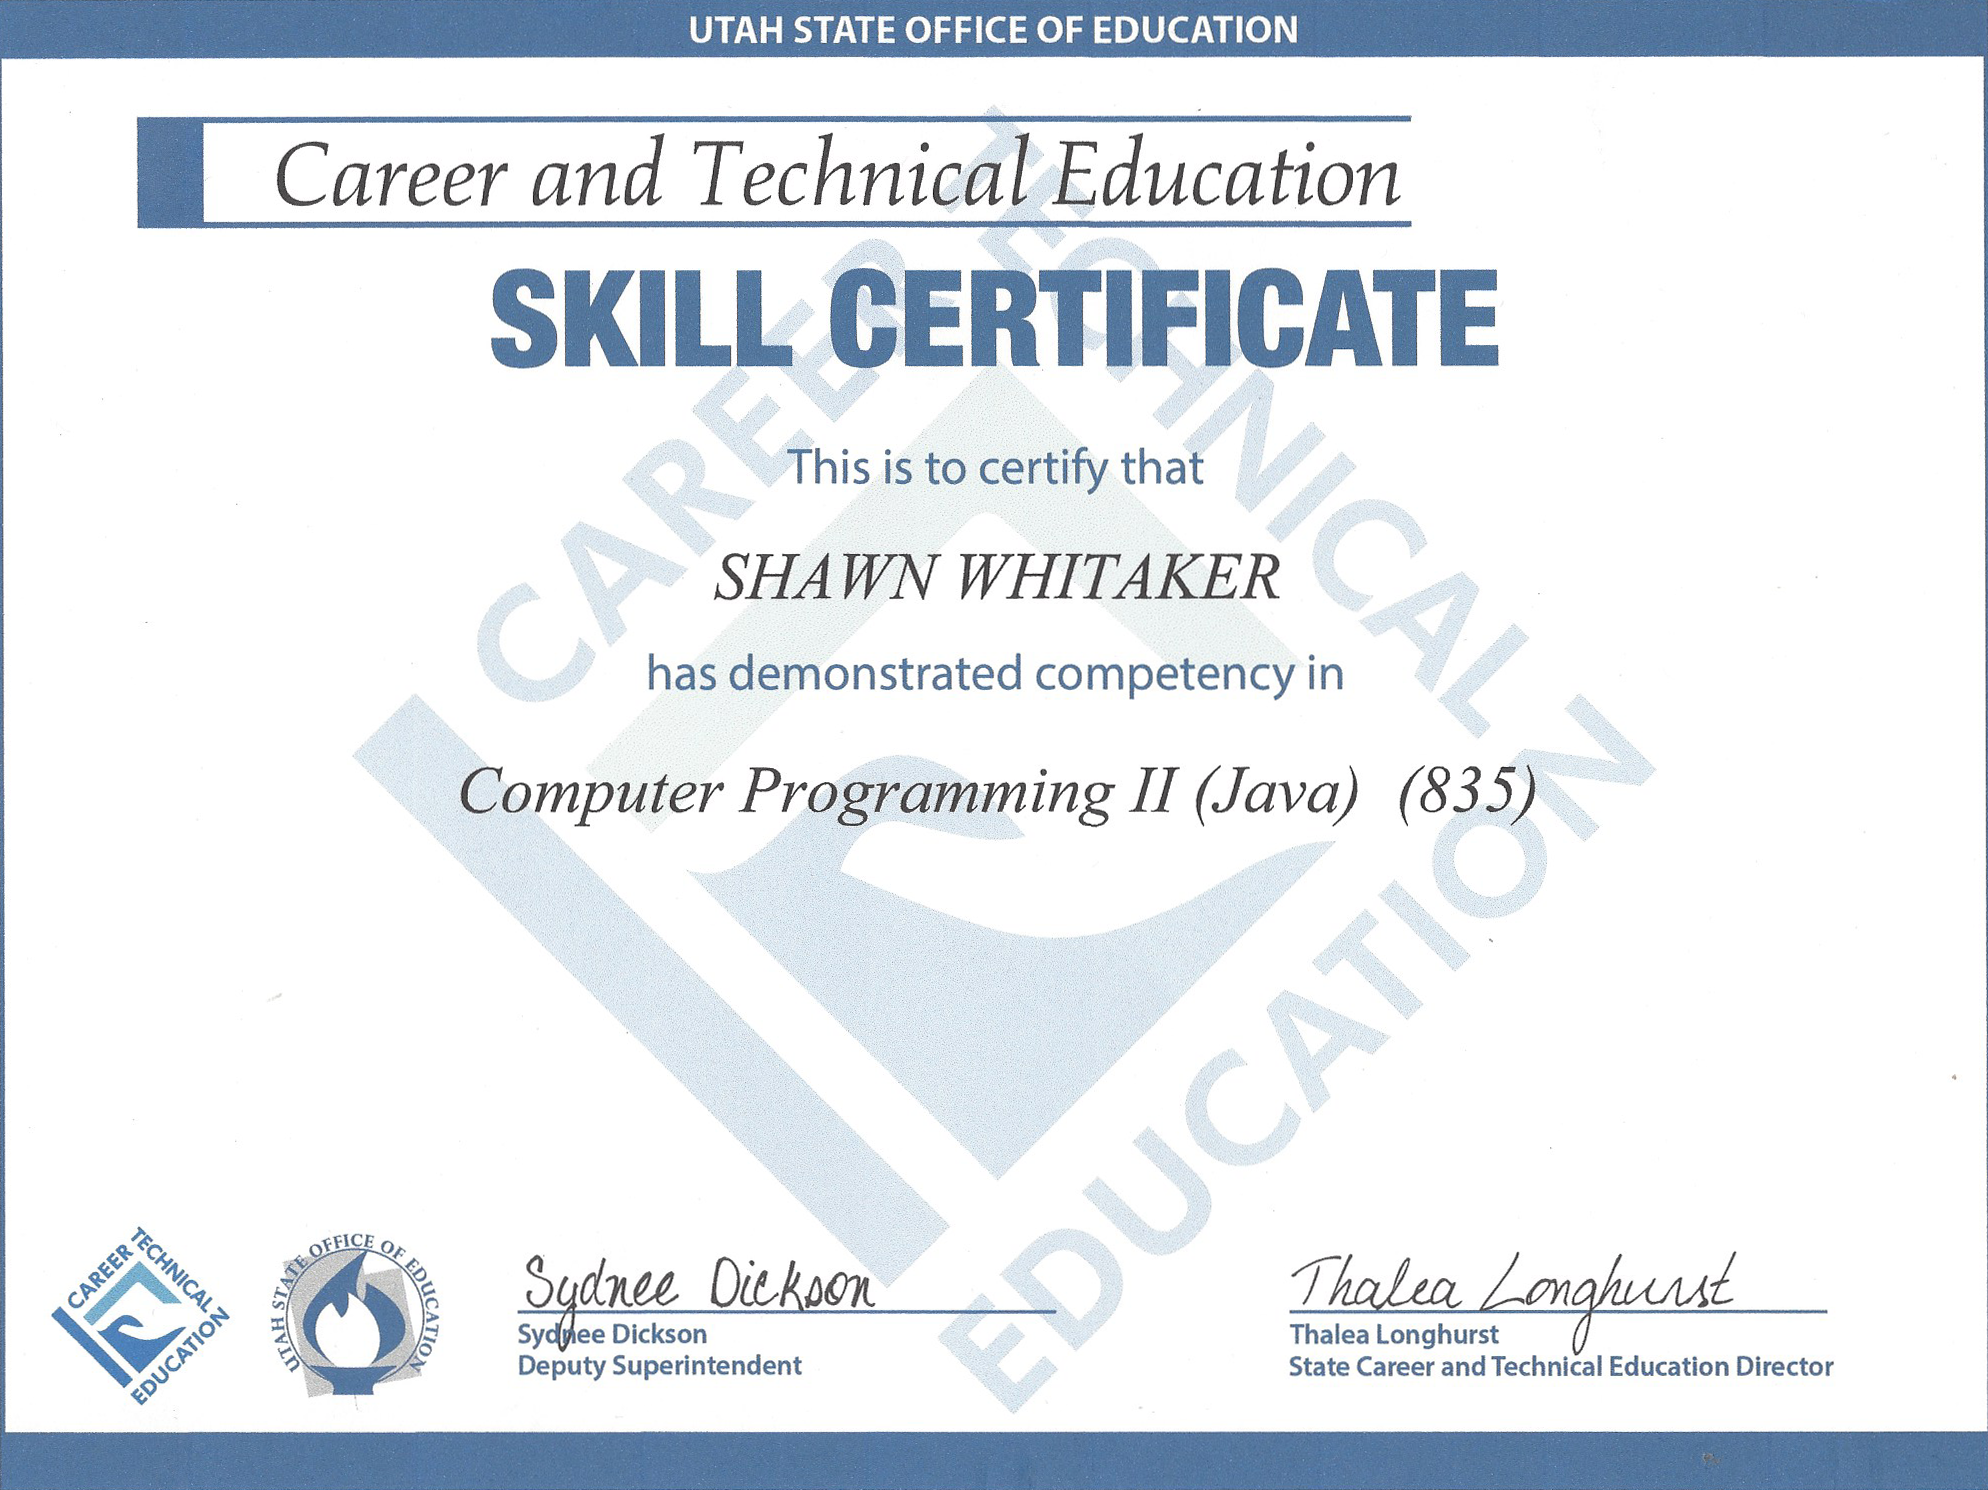 UTAH STATE OFFICE OF EDUCATION
Career and Technical Education
SKILL CERTIFICATE
This is to certify that
SHAWN WHITAKER
has demonstrated competency in
Computer Programming II (Java) (835)
CAREER TECHNICAL EDUCATION
CAREER TECHNICAL EDUCATION
UTAH STATE OFFICE OF EDUCATION
Sydnee Dickson
Sydnee Dickson
Deputy Superintendent
Thalea Longhurst
Thalea Longhurst
State Career and Technical Education Director